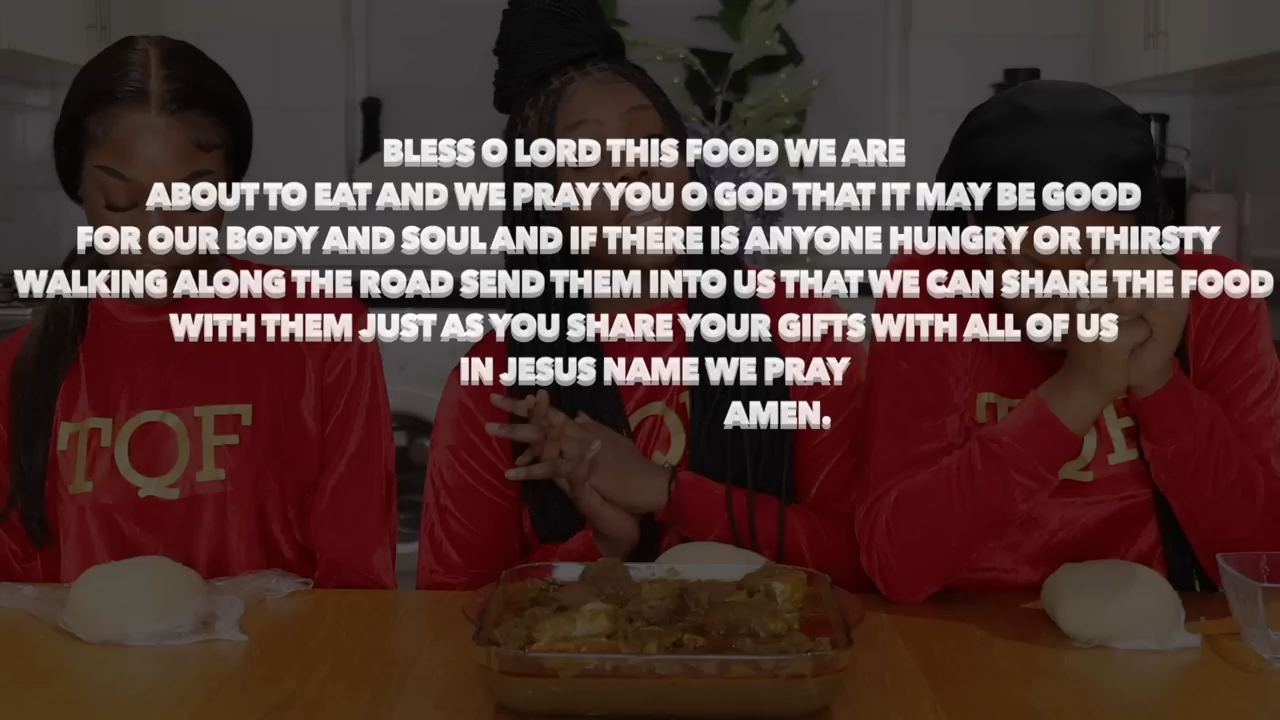 BLESS O LORD THIS FOOD WE ARE
ABOUT TO EAT AND WE PRAY YOU O GOD THAT IT MAY BE GOOD
FOR OUR BODY AND SOUL AND IF THERE IS ANYONE HUNGRY OR THIRSTY
WALKING ALONG THE ROAD SEND THEM INTO US THAT WE CAN SHARE THE FOOD
WITH THEM JUST AS YOU SHARE YOUR GIFTS WITH ALL OF US
IN JESUS NAME WE PRAY
AMEN.
TQF
TQF